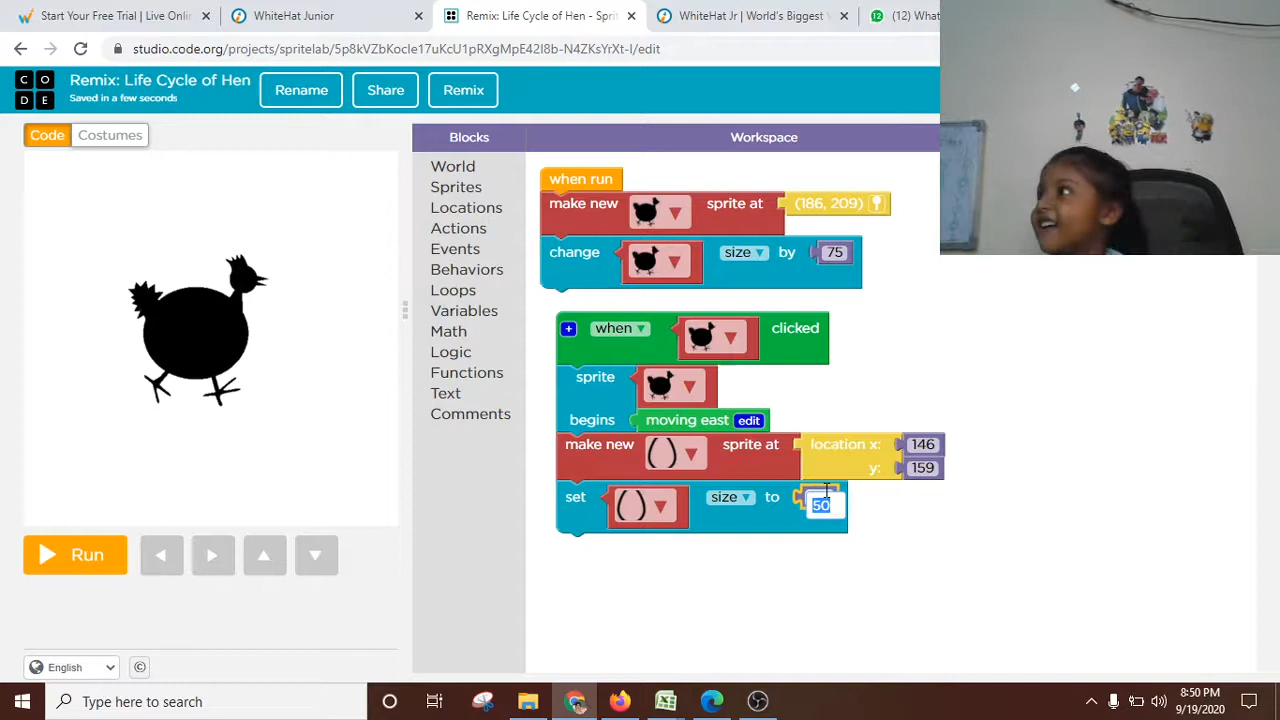 Start Your Free Trial | Live Onli
WhiteHat Junior
Remix: Life Cycle of Hen - Sprit
WhiteHat Jr | World's Biggest
(12) What
studio.code.org/projects/spritelab/5p8kVZbKocle17uKcU1pRXgMpE42I8b-N4ZKsYrXt-I/edit
C O
D E
Remix: Life Cycle of Hen
Saved in a few seconds
Rename
Share
Remix
Code
Costumes
Blocks
Workspace
World
Sprites
Locations
Actions
Events
Behaviors
Loops
Variables
Math
Logic
Functions
Text
Comments
when run
make new sprite at (186, 209)
change size by 75
+ when clicked
sprite
begins moving east edit
make new sprite at location x: 146
y: 159
set size to
50
Run
English
©
Type here to search
8:50 PM
9/19/2020